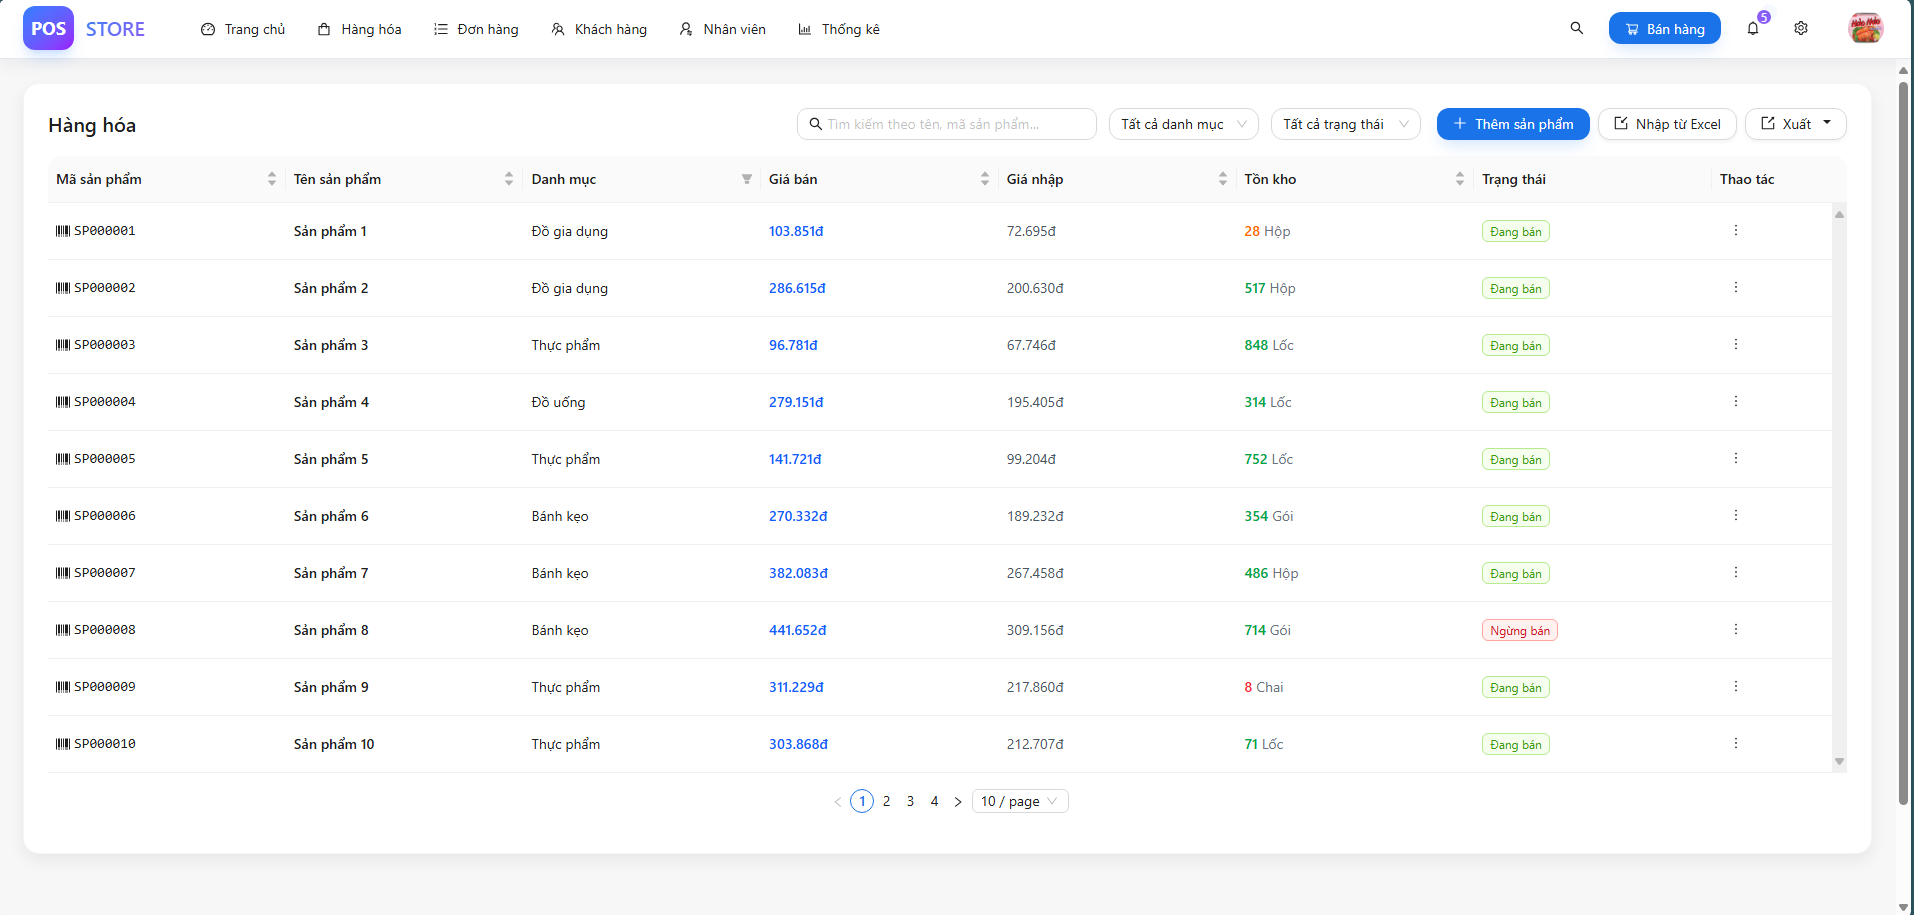 POS STORE Trang chủ Hàng hóa Đơn hàng Khách hàng Nhân viên Thống kê Bán hàng 5
Hàng hóa Tìm kiếm theo tên, mã sản phẩm... Tất cả danh mục Tất cả trạng thái Thêm sản phẩm Nhập từ Excel Xuất
Mã sản phẩm Tên sản phẩm Danh mục Giá bán Giá nhập Tồn kho Trạng thái Thao tác
SP000001 Sản phẩm 1 Đồ gia dụng 103.851đ 72.695đ 28 Hộp Đang bán
SP000002 Sản phẩm 2 Đồ gia dụng 286.615đ 200.630đ 517 Hộp Đang bán
SP000003 Sản phẩm 3 Thực phẩm 96.781đ 67.746đ 848 Lốc Đang bán
SP000004 Sản phẩm 4 Đồ uống 279.151đ 195.405đ 314 Lốc Đang bán
SP000005 Sản phẩm 5 Thực phẩm 141.721đ 99.204đ 752 Lốc Đang bán
SP000006 Sản phẩm 6 Bánh kẹo 270.332đ 189.232đ 354 Gói Đang bán
SP000007 Sản phẩm 7 Bánh kẹo 382.083đ 267.458đ 486 Hộp Đang bán
SP000008 Sản phẩm 8 Bánh kẹo 441.652đ 309.156đ 714 Gói Ngừng bán
SP000009 Sản phẩm 9 Thực phẩm 311.229đ 217.860đ 8 Chai Đang bán
SP000010 Sản phẩm 10 Thực phẩm 303.868đ 212.707đ 71 Lốc Đang bán
1 2 3 4 10 / page